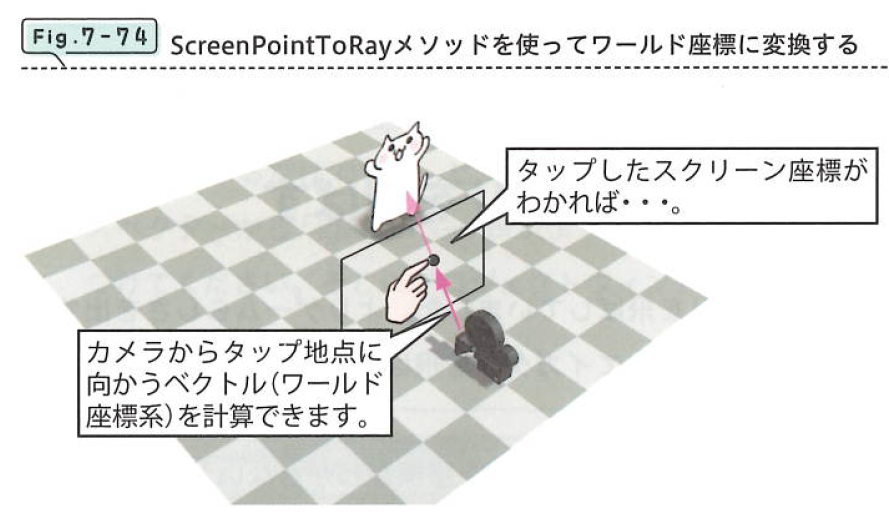 Fig.7-74
ScreenPointToRayメソッドを使ってワールド座標に変換する
タップしたスクリーン座標が
わかれば・・・。
カメラからタップ地点に
向かうベクトル(ワールド
座標系)を計算できます。